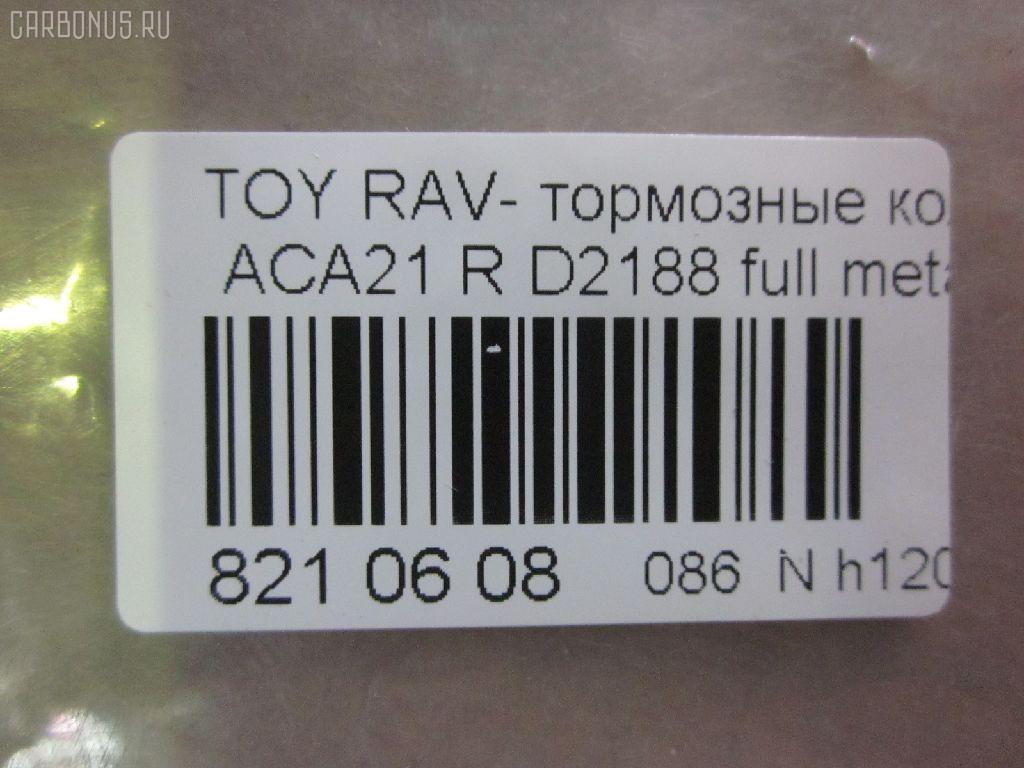 CARBONUS.RU
TOY RAV- тормозные ко
ACA21 R D2188 full meta
821 06 08 086 N h120